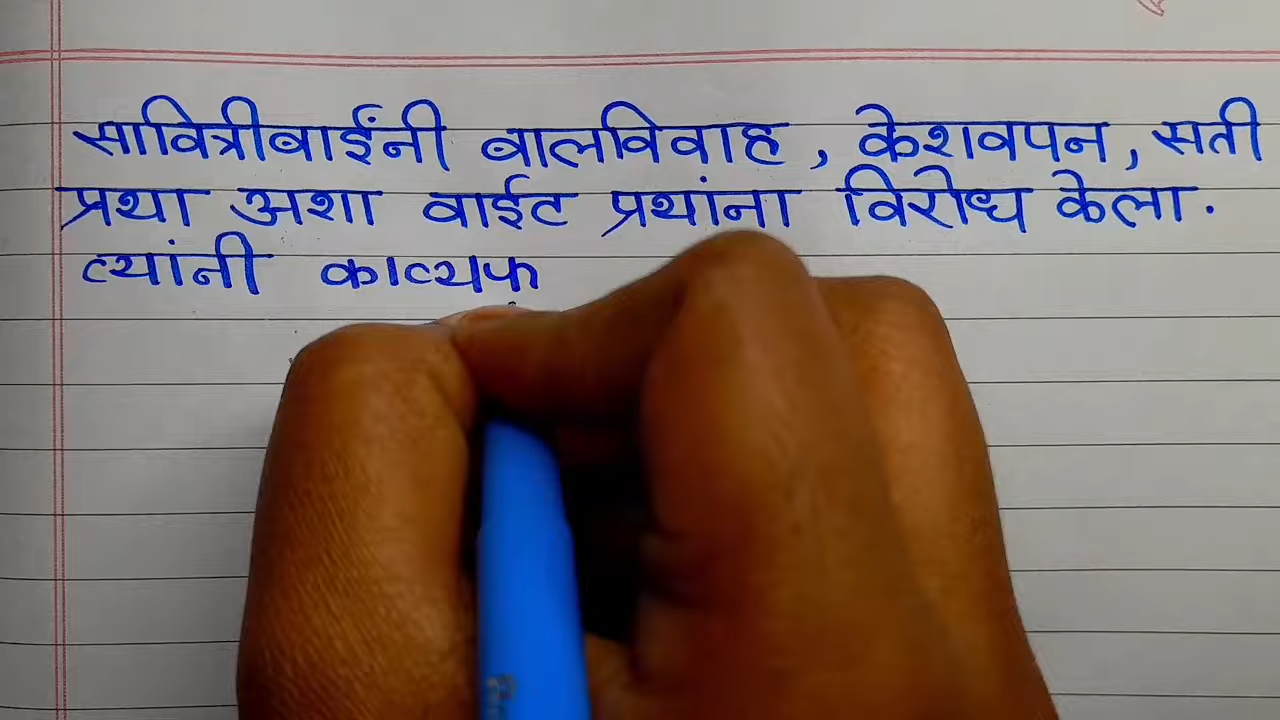 सावित्रीबाईंनी बालविवाह, केशवपन, सती
प्रथा अशा वाईट प्रथांना विरोध केला.
त्यांनी काव्यफ